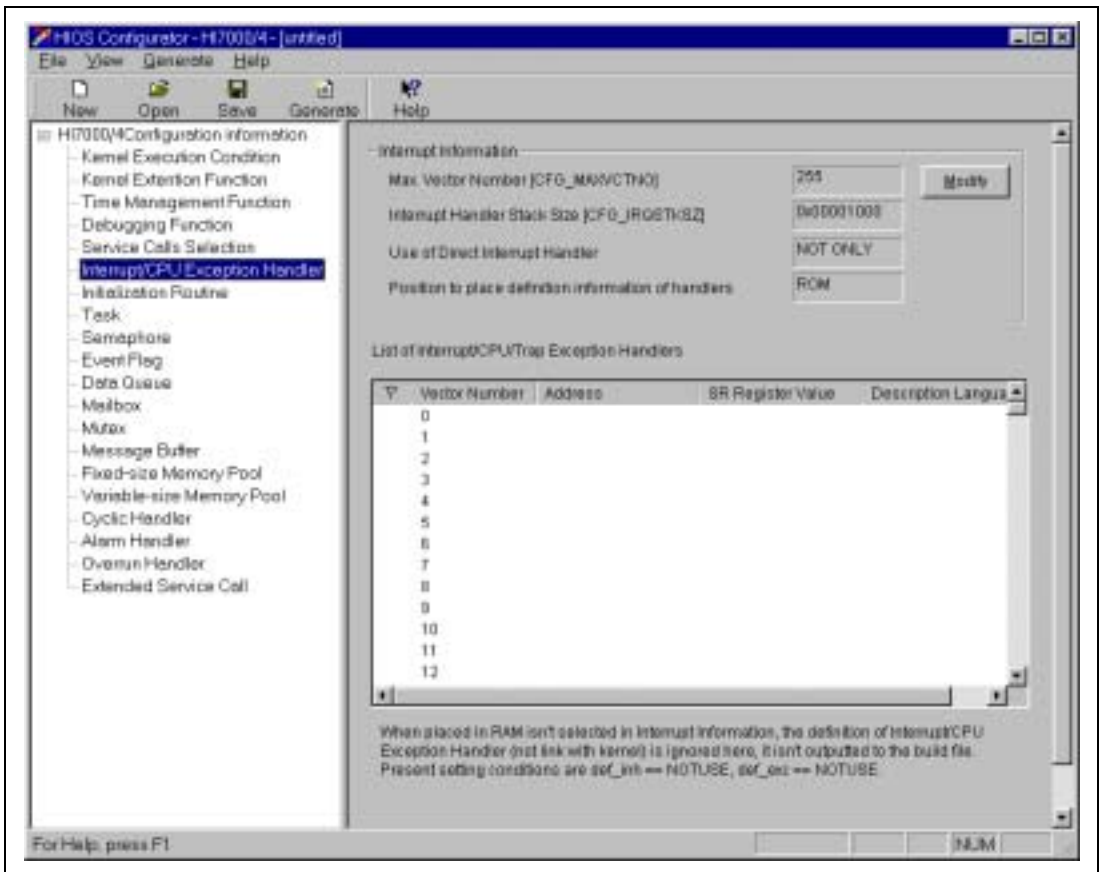 HIOS Configurator - HI7000/4 - [untitled]
File View Generate Help
New Open Save Generate Help
HI7000/4Configuration information
Kernel Execution Condition
Kernel Extention Function
Time Management Function
Debugging Function
Service Calls Selection
Interrupt/CPU Exception Handler
Initialization Routine
Task
Semaphore
Event Flag
Data Queue
Mailbox
Mutex
Message Buffer
Fixed-size Memory Pool
Variable-size Memory Pool
Cyclic Handler
Alarm Handler
Overrun Handler
Extended Service Call
Interrupt Information
Max. Vector Number [CFG_MAXVCTNO] 255 Modify
Interrupt Handler Stack Size [CFG_IRQSTKSZ] 0x00001000
Use of Direct Interrupt Handler NOT ONLY
Position to place definition information of handlers ROM
List of Interrupt/CPU/Trap Exception Handlers
Vector Number Address SR Register Value Description Langua
0
1
2
3
4
5
6
7
8
9
10
11
12
When placed in RAM isn't selected in Interrupt Information, the definition of Interrupt/CPU
Exception Handler (not link with kernel) is ignored here, it isn't outputted to the build file.
Present setting conditions are def_inh == NOTUSE, def_exc == NOTUSE.
For Help, press F1
NUM